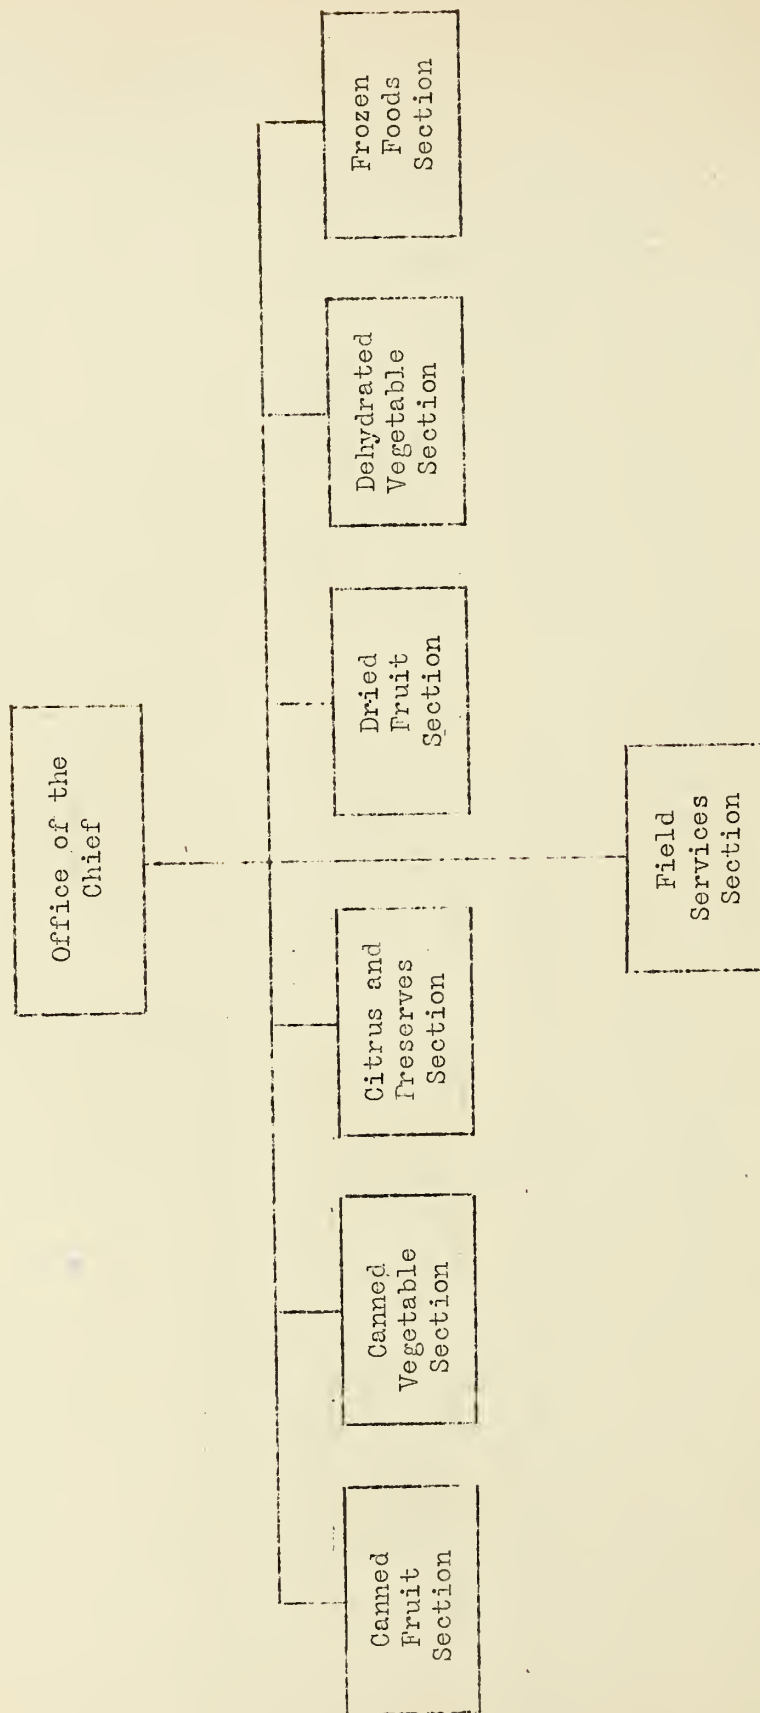 Office of the
Chief
Canned
Fruit
Section
Canned
Vegetable
Section
Citrus and
Preserves
Section
Dried
Fruit
Section
Dehydrated
Vegetable
Section
Frozen
Foods
Section
Field
Services
Section